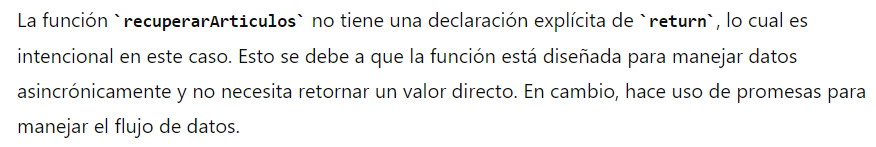 La función `recuperarArticulos` no tiene una declaración explícita de `return`, lo cual es
intencional en este caso. Esto se debe a que la función está diseñada para manejar datos
asincrónicamente y no necesita retornar un valor directo. En cambio, hace uso de promesas para
manejar el flujo de datos.